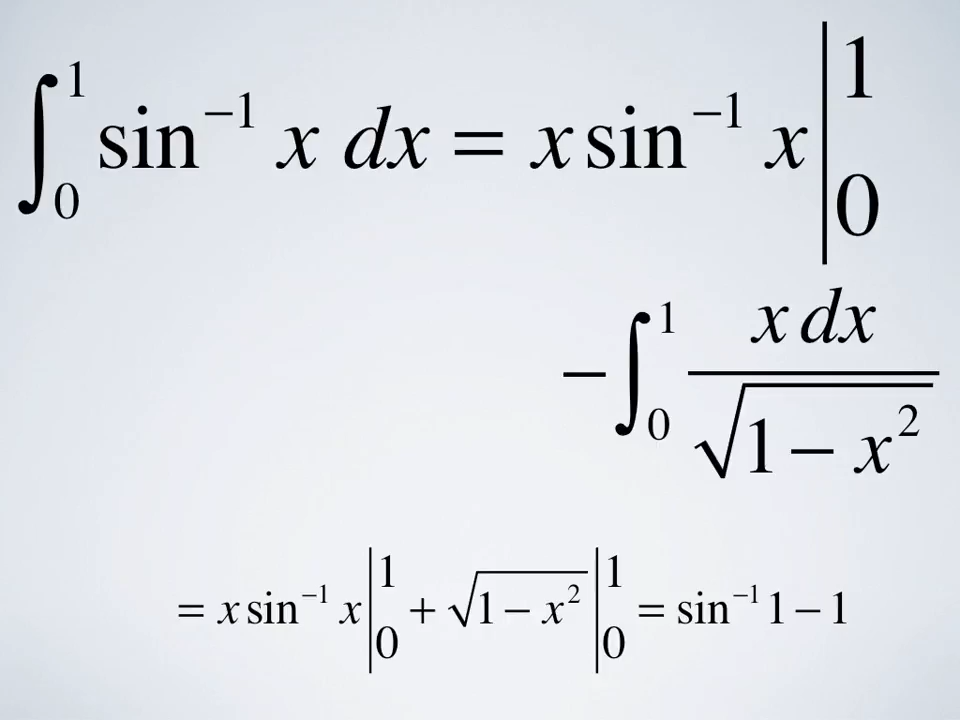 ∫₀¹ sin⁻¹ x dx = x sin⁻¹ x |₀¹
− ∫₀¹ x dx / √(1 − x²)
= x sin⁻¹ x |₀¹ + √(1 − x²) |₀¹ = sin⁻¹ 1 − 1